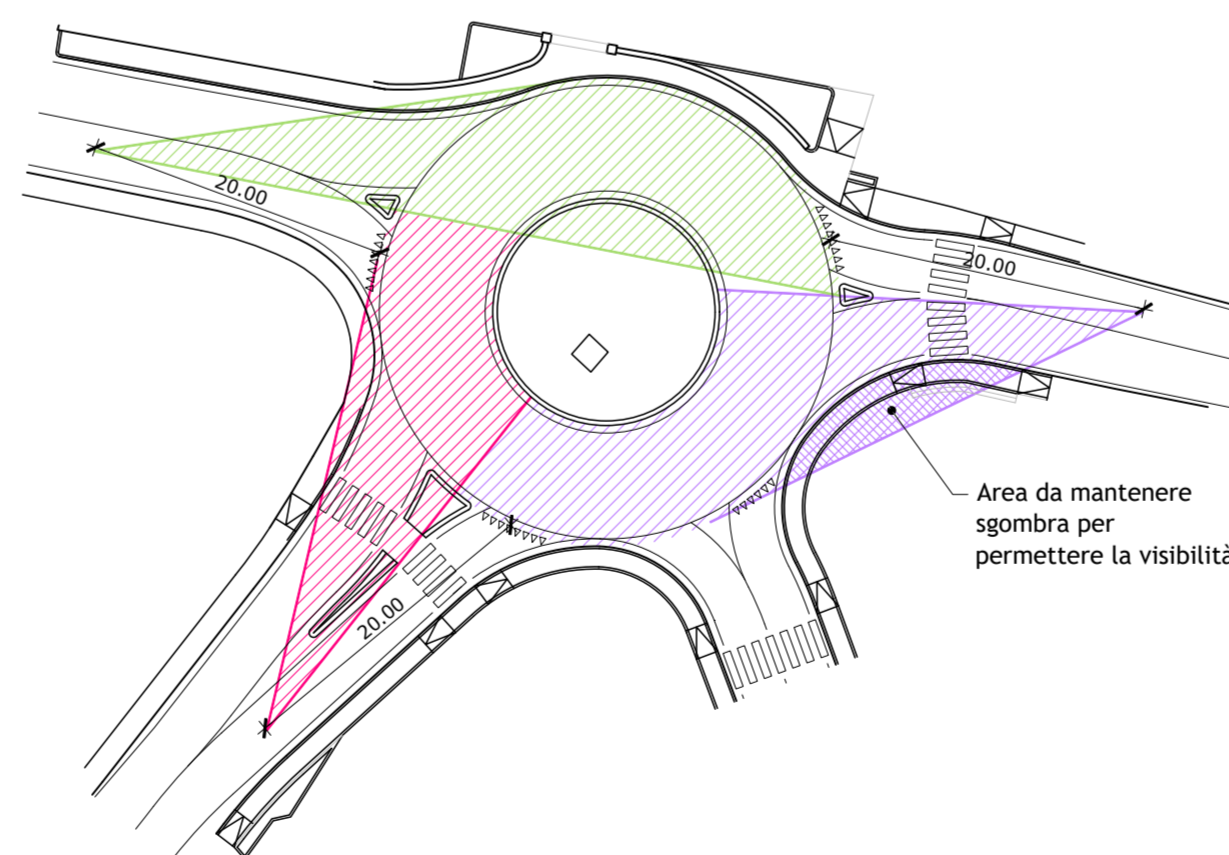 20.00
20.00
20.00
Area da mantenere
sgombra per
permettere la visibilità